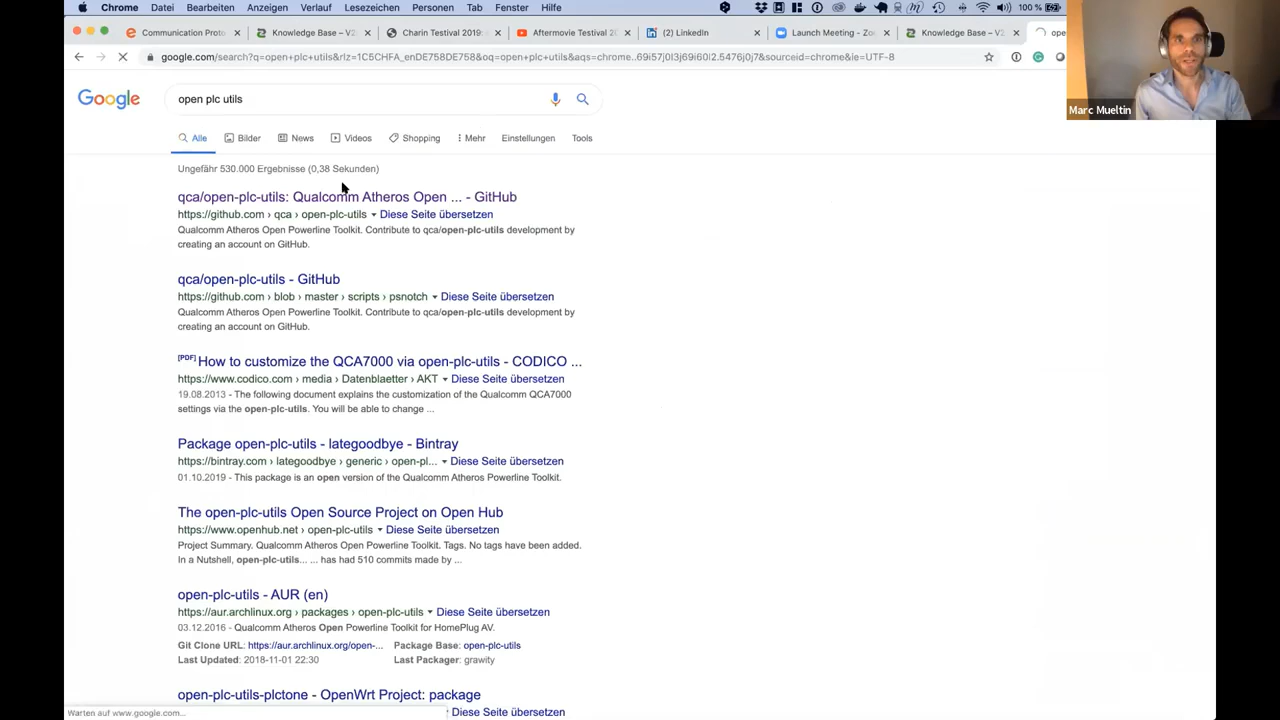 Chrome Datei Bearbeiten Anzeigen Verlauf Lesezeichen Personen Tab Fenster Hilfe 100 %
Communication Proto Knowledge Base – V2 Charin Testival 2019: Aftermovie Testival 20 (2) LinkedIn Launch Meeting - Zo Knowledge Base – V2
google.com/search?q=open+plc+utils&rlz=1C5CHFA_enDE758DE758&oq=open+plc+utils&aqs=chrome..69i57j0l3j69i60l2.5476j0j7&sourceid=chrome&ie=UTF-8
Marc Mueltin
Google open plc utils
Alle Bilder News Videos Shopping Mehr Einstellungen Tools
Ungefähr 530.000 Ergebnisse (0,38 Sekunden)
qca/open-plc-utils: Qualcomm Atheros Open ... - GitHub
https://github.com › qca › open-plc-utils Diese Seite übersetzen
Qualcomm Atheros Open Powerline Toolkit. Contribute to qca/open-plc-utils development by
creating an account on GitHub.
qca/open-plc-utils - GitHub
https://github.com › blob › master › scripts › psnotch Diese Seite übersetzen
Qualcomm Atheros Open Powerline Toolkit. Contribute to qca/open-plc-utils development by
creating an account on GitHub.
[PDF] How to customize the QCA7000 via open-plc-utils - CODICO ...
https://www.codico.com › media › Datenblaetter › AKT Diese Seite übersetzen
19.08.2013 - The following document explains the customization of the Qualcomm QCA7000
settings via the open-plc-utils. You will be able to change ...
Package open-plc-utils - lategoodbye - Bintray
https://bintray.com › lategoodbye › generic › open-pl... Diese Seite übersetzen
01.10.2019 - This package is an open version of the Qualcomm Atheros Powerline Toolkit.
The open-plc-utils Open Source Project on Open Hub
https://www.openhub.net › open-plc-utils Diese Seite übersetzen
Project Summary. Qualcomm Atheros Open Powerline Toolkit. Tags. No tags have been added.
In a Nutshell, open-plc-utils... ... has had 510 commits made by ...
open-plc-utils - AUR (en)
https://aur.archlinux.org › packages › open-plc-utils Diese Seite übersetzen
03.12.2016 - Qualcomm Atheros Open Powerline Toolkit for HomePlug AV.
Git Clone URL: https://aur.archlinux.org/open-... Package Base: open-plc-utils
Last Updated: 2018-11-01 22:30 Last Packager: grawity
open-plc-utils-plctone - OpenWrt Project: package
Diese Seite übersetzen
Warten auf www.google.com...